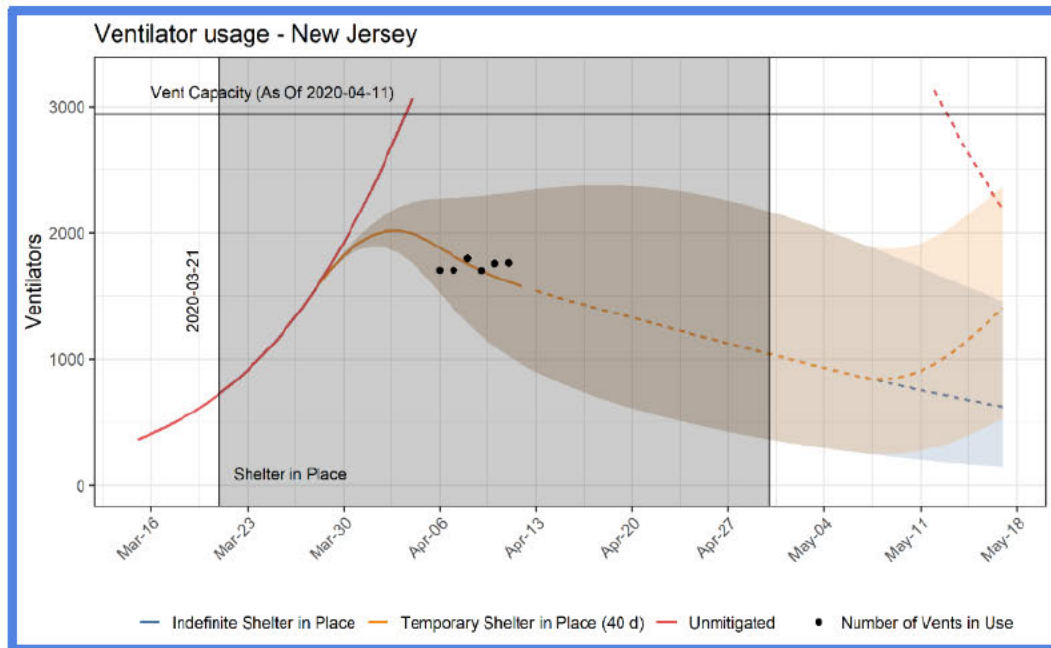 Ventilator usage - New Jersey
Vent Capacity (As Of 2020-04-11)
3000
2000
1000
0
Ventilators
2020-03-21
Shelter in Place
Mar-16
Mar-23
Mar-30
Apr-06
Apr-13
Apr-20
Apr-27
May-04
May-11
May-18
Indefinite Shelter in Place
Temporary Shelter in Place (40 d)
Unmitigated
Number of Vents in Use